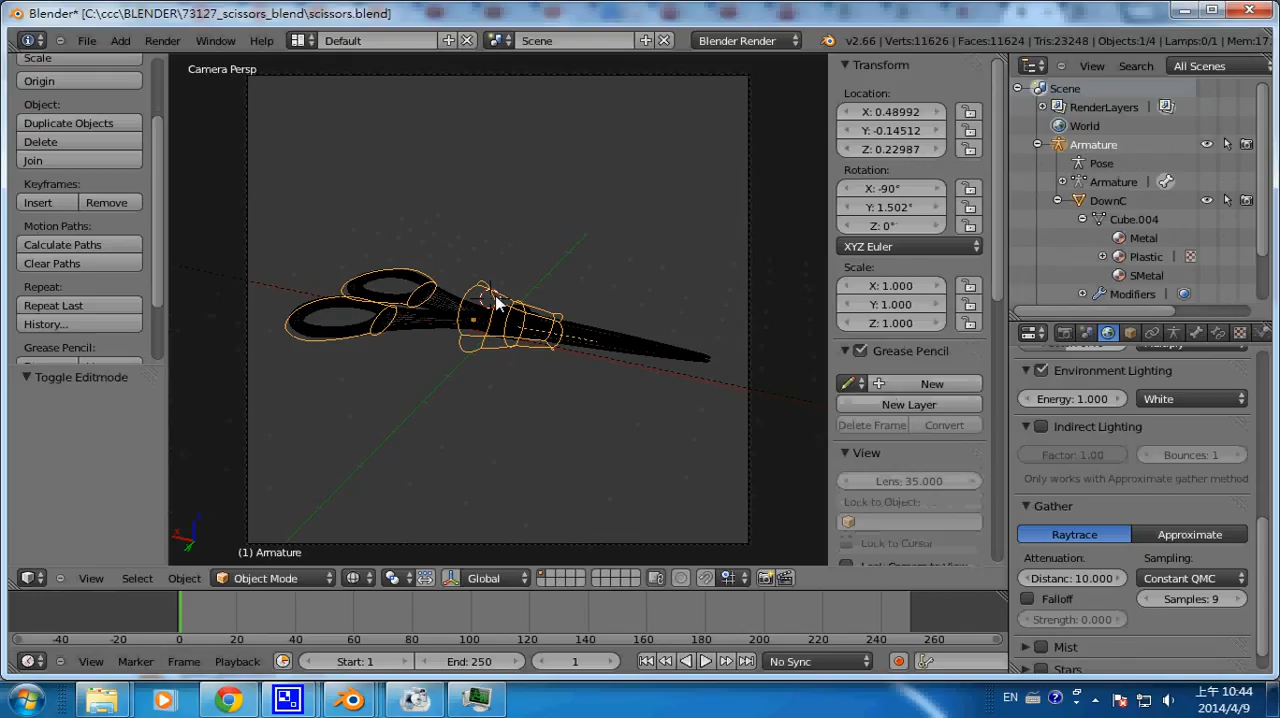 Blender* [C:\ccc\BLENDER\73127_scissors_blend\scissors.blend]
File Add Render Window Help Default Scene Blender Render v2.66 | Verts:11626 | Faces:11624 | Tris:23248 | Objects:1/4 | Lamps:0/1 | Mem:17.
Scale
Origin
Object:
Duplicate Objects
Delete
Join
Keyframes:
Insert Remove
Motion Paths:
Calculate Paths
Clear Paths
Repeat:
Repeat Last
History...
Grease Pencil:
Toggle Editmode
Camera Persp
(1) Armature
Transform
Location:
X: 0.48992
Y: -0.14512
Z: 0.22987
Rotation:
X: -90°
Y: 1.502°
Z: 0°
XYZ Euler
Scale:
X: 1.000
Y: 1.000
Z: 1.000
Grease Pencil
New
New Layer
Delete Frame Convert
View
Lens: 35.000
Lock to Object:
Lock to Cursor
View Search All Scenes
Scene
RenderLayers
World
Armature
Pose
Armature
DownC
Cube.004
Metal
Plastic
SMetal
Modifiers
Environment Lighting
Energy: 1.000 White
Indirect Lighting
Factor: 1.00 Bounces: 1
Only works with Approximate gather method
Gather
Raytrace Approximate
Attenuation: Sampling:
Distanc: 10.000 Constant QMC
Falloff Samples: 9
Strength: 0.000
Mist
Stars
View Select Object Object Mode Global
-40 -20 0 20 40 60 80 100 120 140 160 180 200 220 240 260
View Marker Frame Playback Start: 1 End: 250 1 No Sync
EN 上午 10:44
2014/4/9